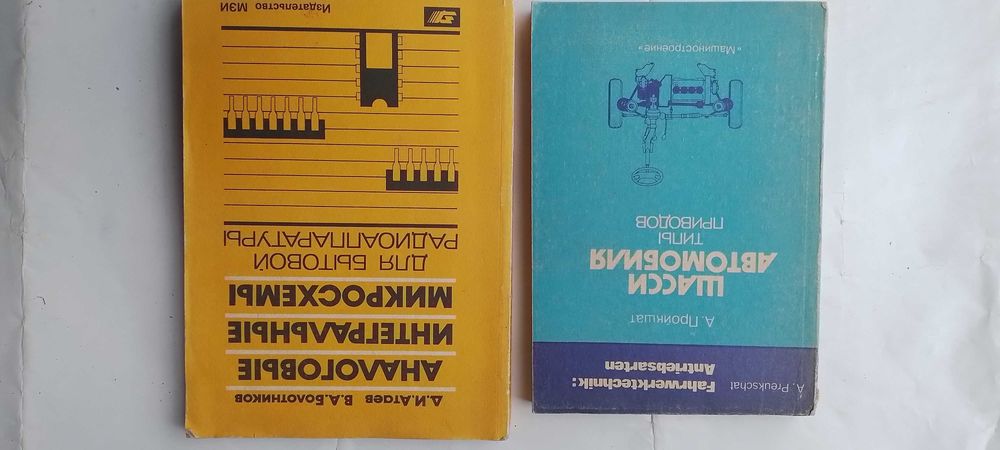 Д.И.Атаев В.А.Болотников
АНАЛОГОВЫЕ
ИНТЕГРАЛЬНЫЕ
МИКРОСХЕМЫ
ДЛЯ БЫТОВОЙ
РАДИОАППАРАТУРЫ
Издательство МЭИ
A. Preukschat
Fahrwerktechnik:
Antriebsarten
А. Пройкшат
ШАССИ
АВТОМОБИЛЯ
ТИПЫ
ПРИВОДОВ
«Машиностроение»